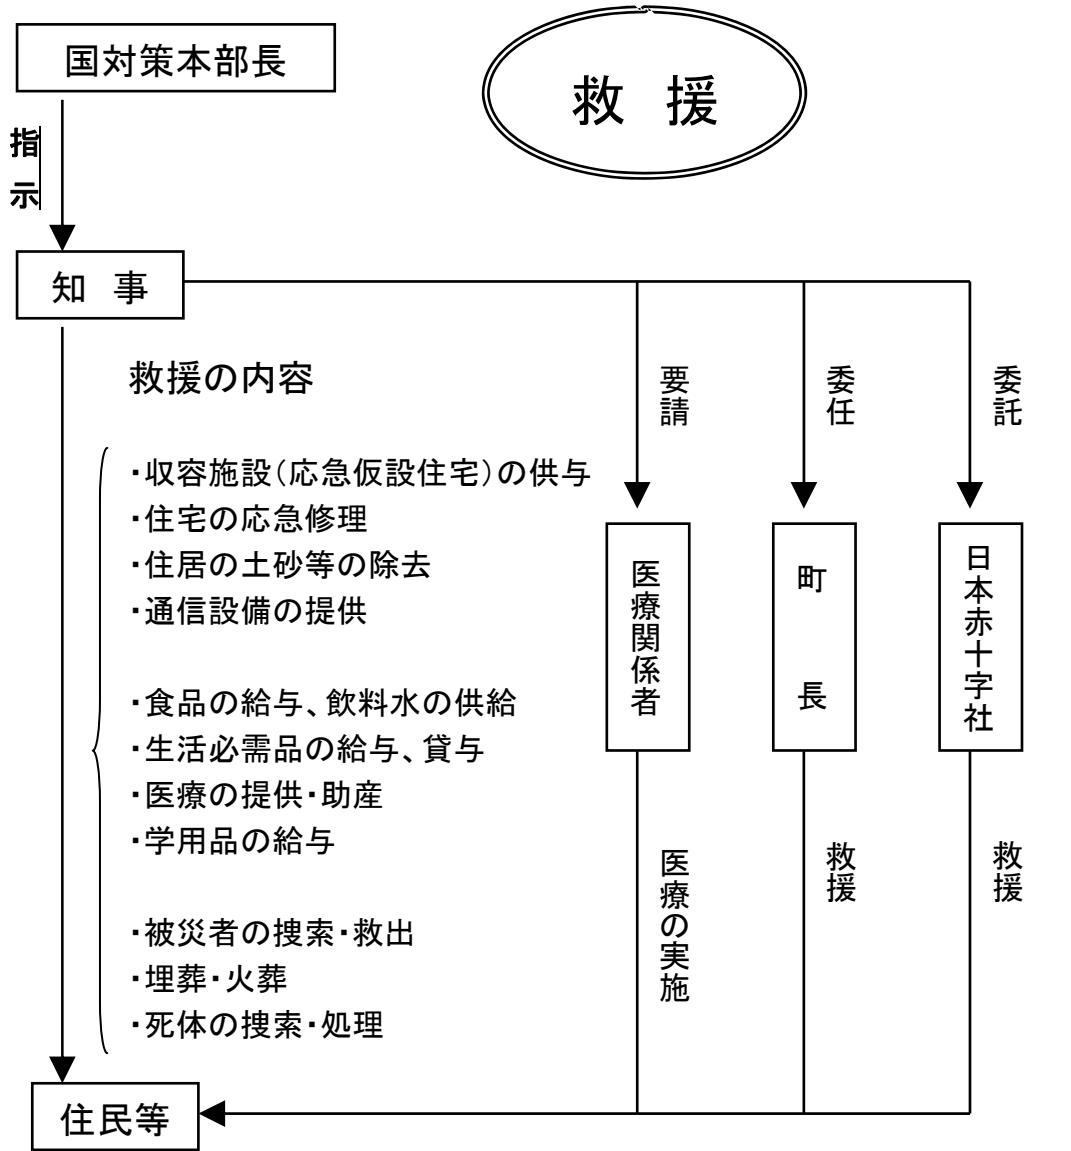 国対策本部長
救　援
指示
知　事
救援の内容
要請
委任
委託
・収容施設（応急仮設住宅）の供与
・住宅の応急修理
・住居の土砂等の除去
・通信設備の提供
・食品の給与、飲料水の供給
・生活必需品の給与、貸与
・医療の提供・助産
・学用品の給与
・被災者の捜索・救出
・埋葬・火葬
・死体の捜索・処理
医療関係者
町　長
日本赤十字社
医療の実施
救援
救援
住民等